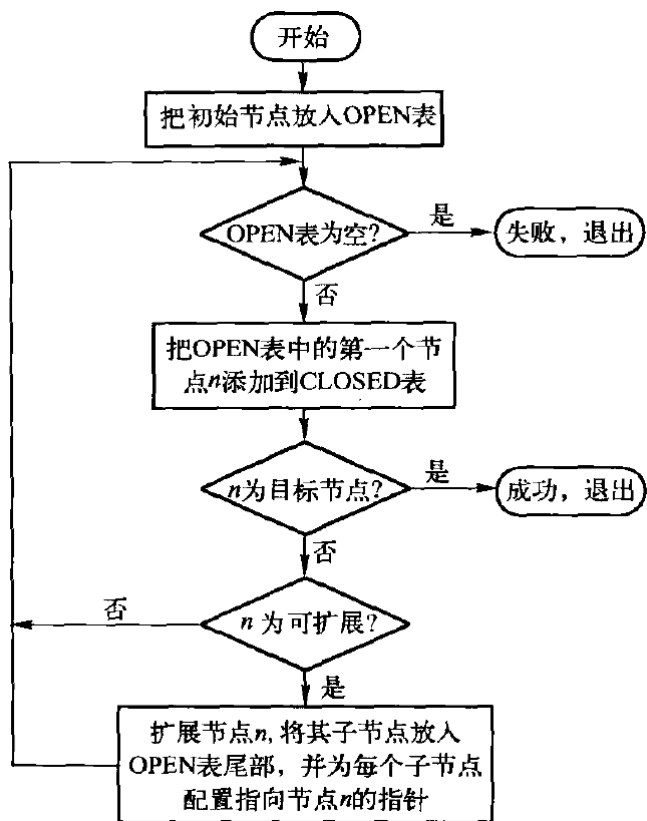 开始
把初始节点放入OPEN表
OPEN表为空?
是
失败，退出
否
把OPEN表中的第一个节
点n添加到CLOSED表
n为目标节点?
是
成功，退出
否
n为可扩展?
否
是
扩展节点n,将其子节点放入
OPEN表尾部，并为每个子节点
配置指向节点n的指针